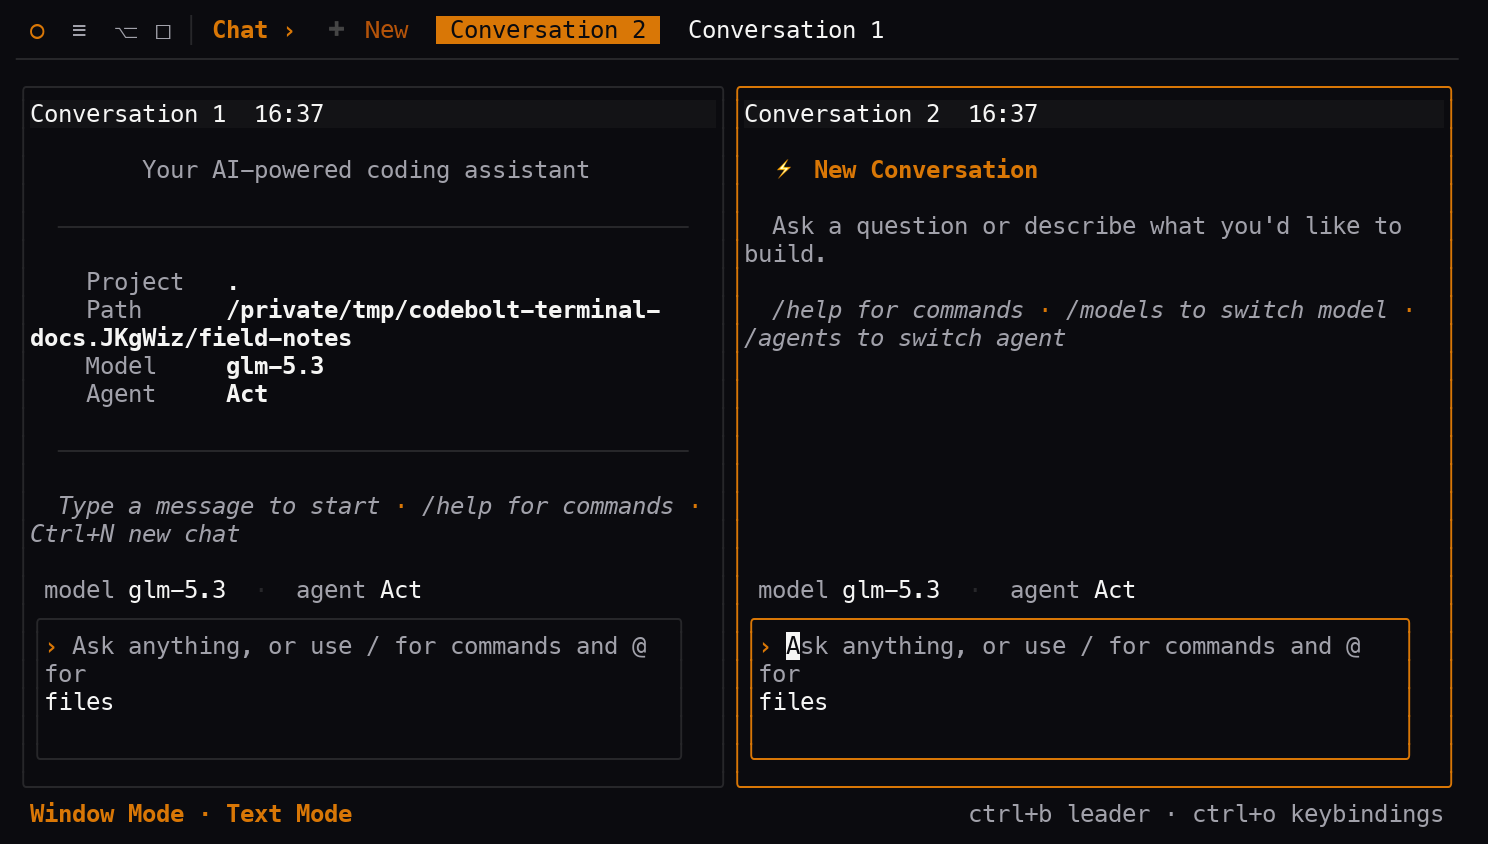 ○ ≡ ⌥ □ Chat › + New Conversation 2 Conversation 1
Conversation 1 16:37
Your AI-powered coding assistant
Project .
Path /private/tmp/codebolt-terminal-
docs.JKgWiz/field-notes
Model glm-5.3
Agent Act
Type a message to start · /help for commands ·
Ctrl+N new chat
model glm-5.3 · agent Act
› Ask anything, or use / for commands and @
for
files
Conversation 2 16:37
⚡ New Conversation
Ask a question or describe what you'd like to
build.
/help for commands · /models to switch model ·
/agents to switch agent
model glm-5.3 · agent Act
› Ask anything, or use / for commands and @
for
files
Window Mode · Text Mode
ctrl+b leader · ctrl+o keybindings